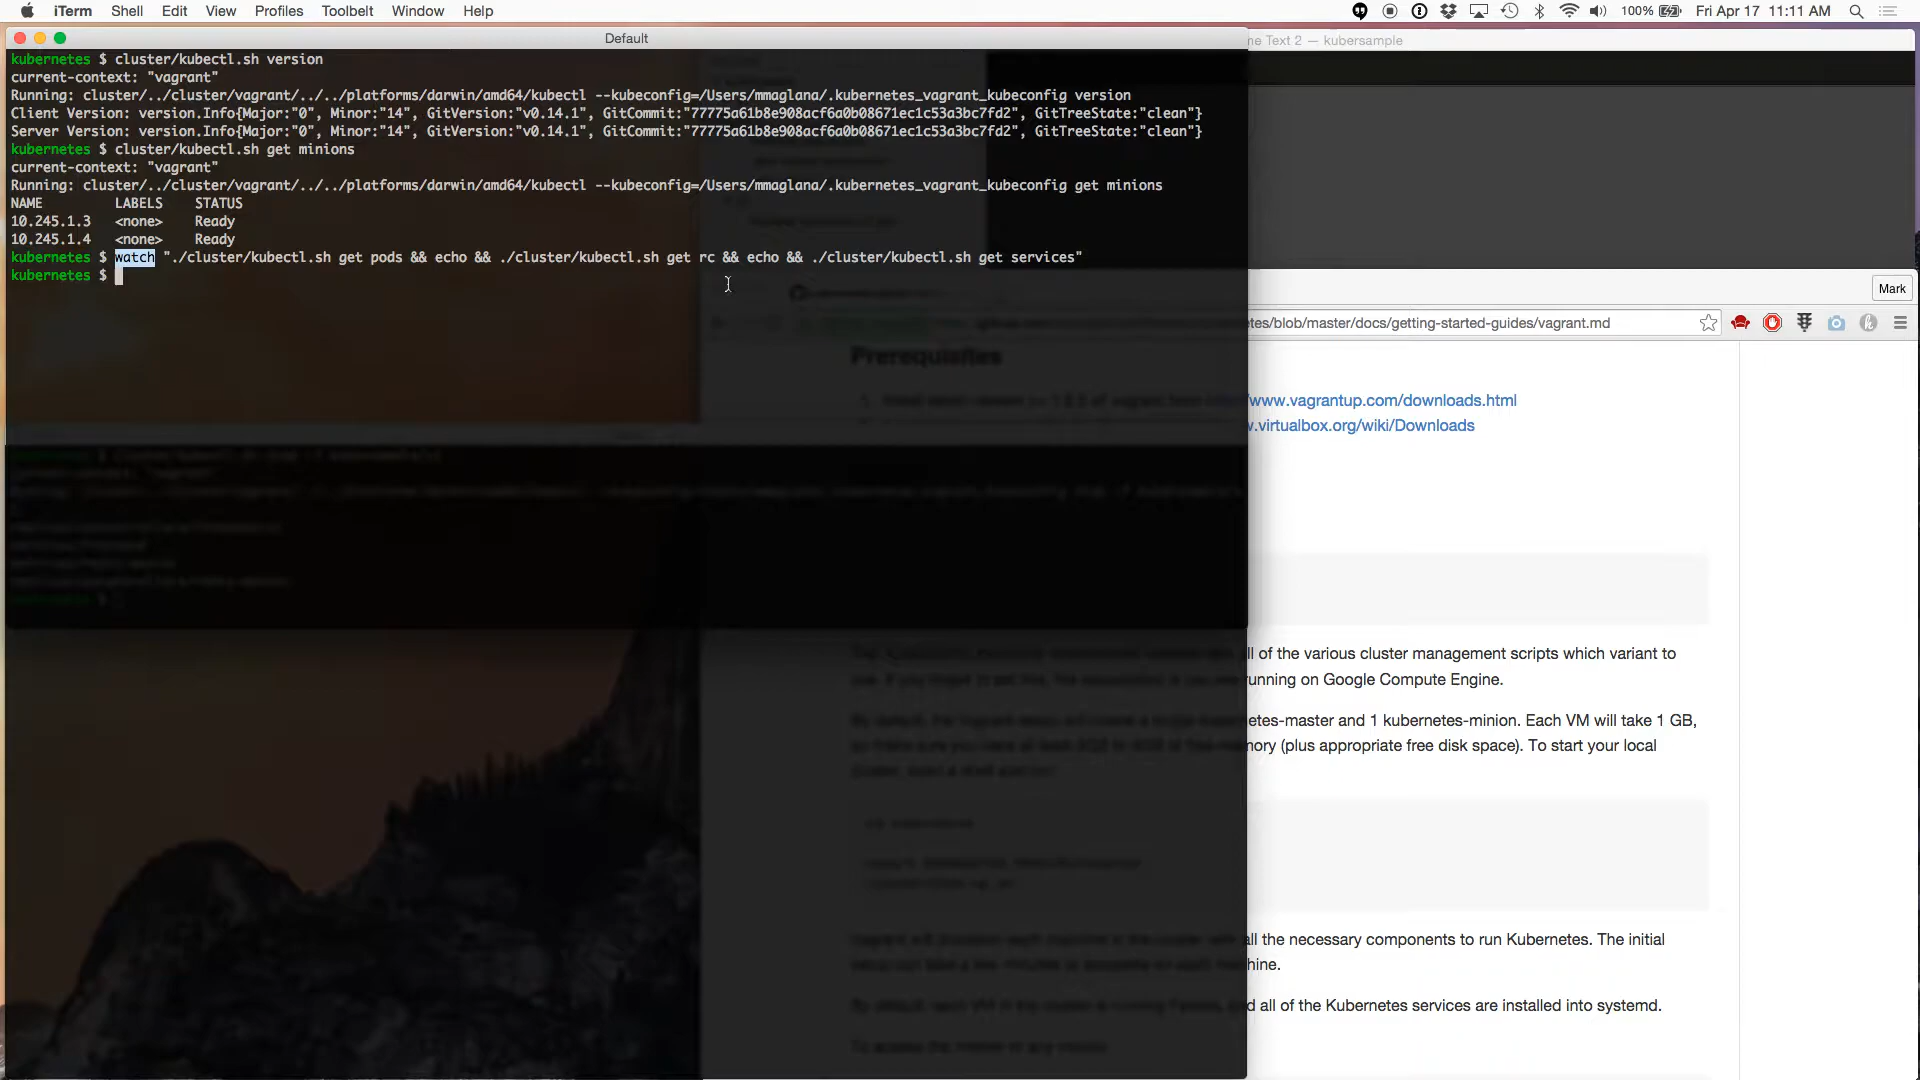 iTerm Shell Edit View Profiles Toolbelt Window Help 100% Fri Apr 17 11:11 AM
Default
me Text 2 — kubersample
kubernetes $ cluster/kubectl.sh version
current-context: "vagrant"
Running: cluster/../cluster/vagrant/../../platforms/darwin/amd64/kubectl --kubeconfig=/Users/mmaglana/.kubernetes_vagrant_kubeconfig version
Client Version: version.Info{Major:"0", Minor:"14", GitVersion:"v0.14.1", GitCommit:"77775a61b8e908acf6a0b08671ec1c53a3bc7fd2", GitTreeState:"clean"}
Server Version: version.Info{Major:"0", Minor:"14", GitVersion:"v0.14.1", GitCommit:"77775a61b8e908acf6a0b08671ec1c53a3bc7fd2", GitTreeState:"clean"}
kubernetes $ cluster/kubectl.sh get minions
current-context: "vagrant"
Running: cluster/../cluster/vagrant/../../platforms/darwin/amd64/kubectl --kubeconfig=/Users/mmaglana/.kubernetes_vagrant_kubeconfig get minions
NAME LABELS STATUS
10.245.1.3 <none> Ready
10.245.1.4 <none> Ready
kubernetes $ watch "./cluster/kubectl.sh get pods && echo && ./cluster/kubectl.sh get rc && echo && ./cluster/kubectl.sh get services"
kubernetes $
Mark
etes/blob/master/docs/getting-started-guides/vagrant.md
Prerequisites
www.vagrantup.com/downloads.html
w.virtualbox.org/wiki/Downloads
ll of the various cluster management scripts which variant to
unning on Google Compute Engine.
etes-master and 1 kubernetes-minion. Each VM will take 1 GB,
mory (plus appropriate free disk space). To start your local
all the necessary components to run Kubernetes. The initial
hine.
d all of the Kubernetes services are installed into systemd.